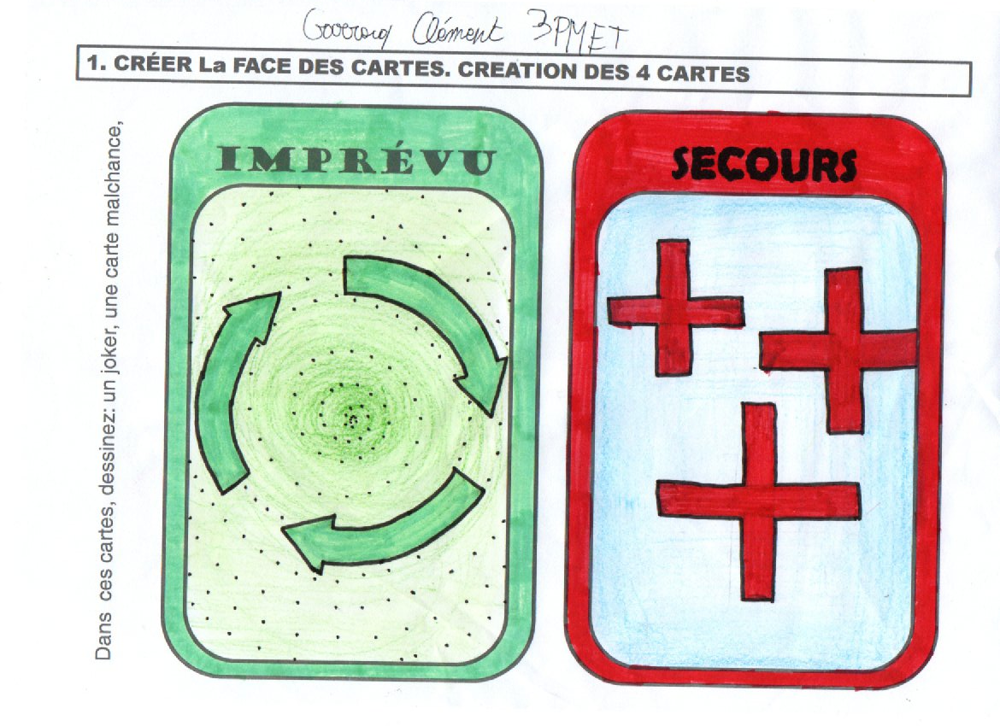 Clément 3PMET
1. CRÉER La FACE DES CARTES. CREATION DES 4 CARTES
Dans ces cartes, dessinez: un joker, une carte malchance,
IMPRÉVU
SECOURS